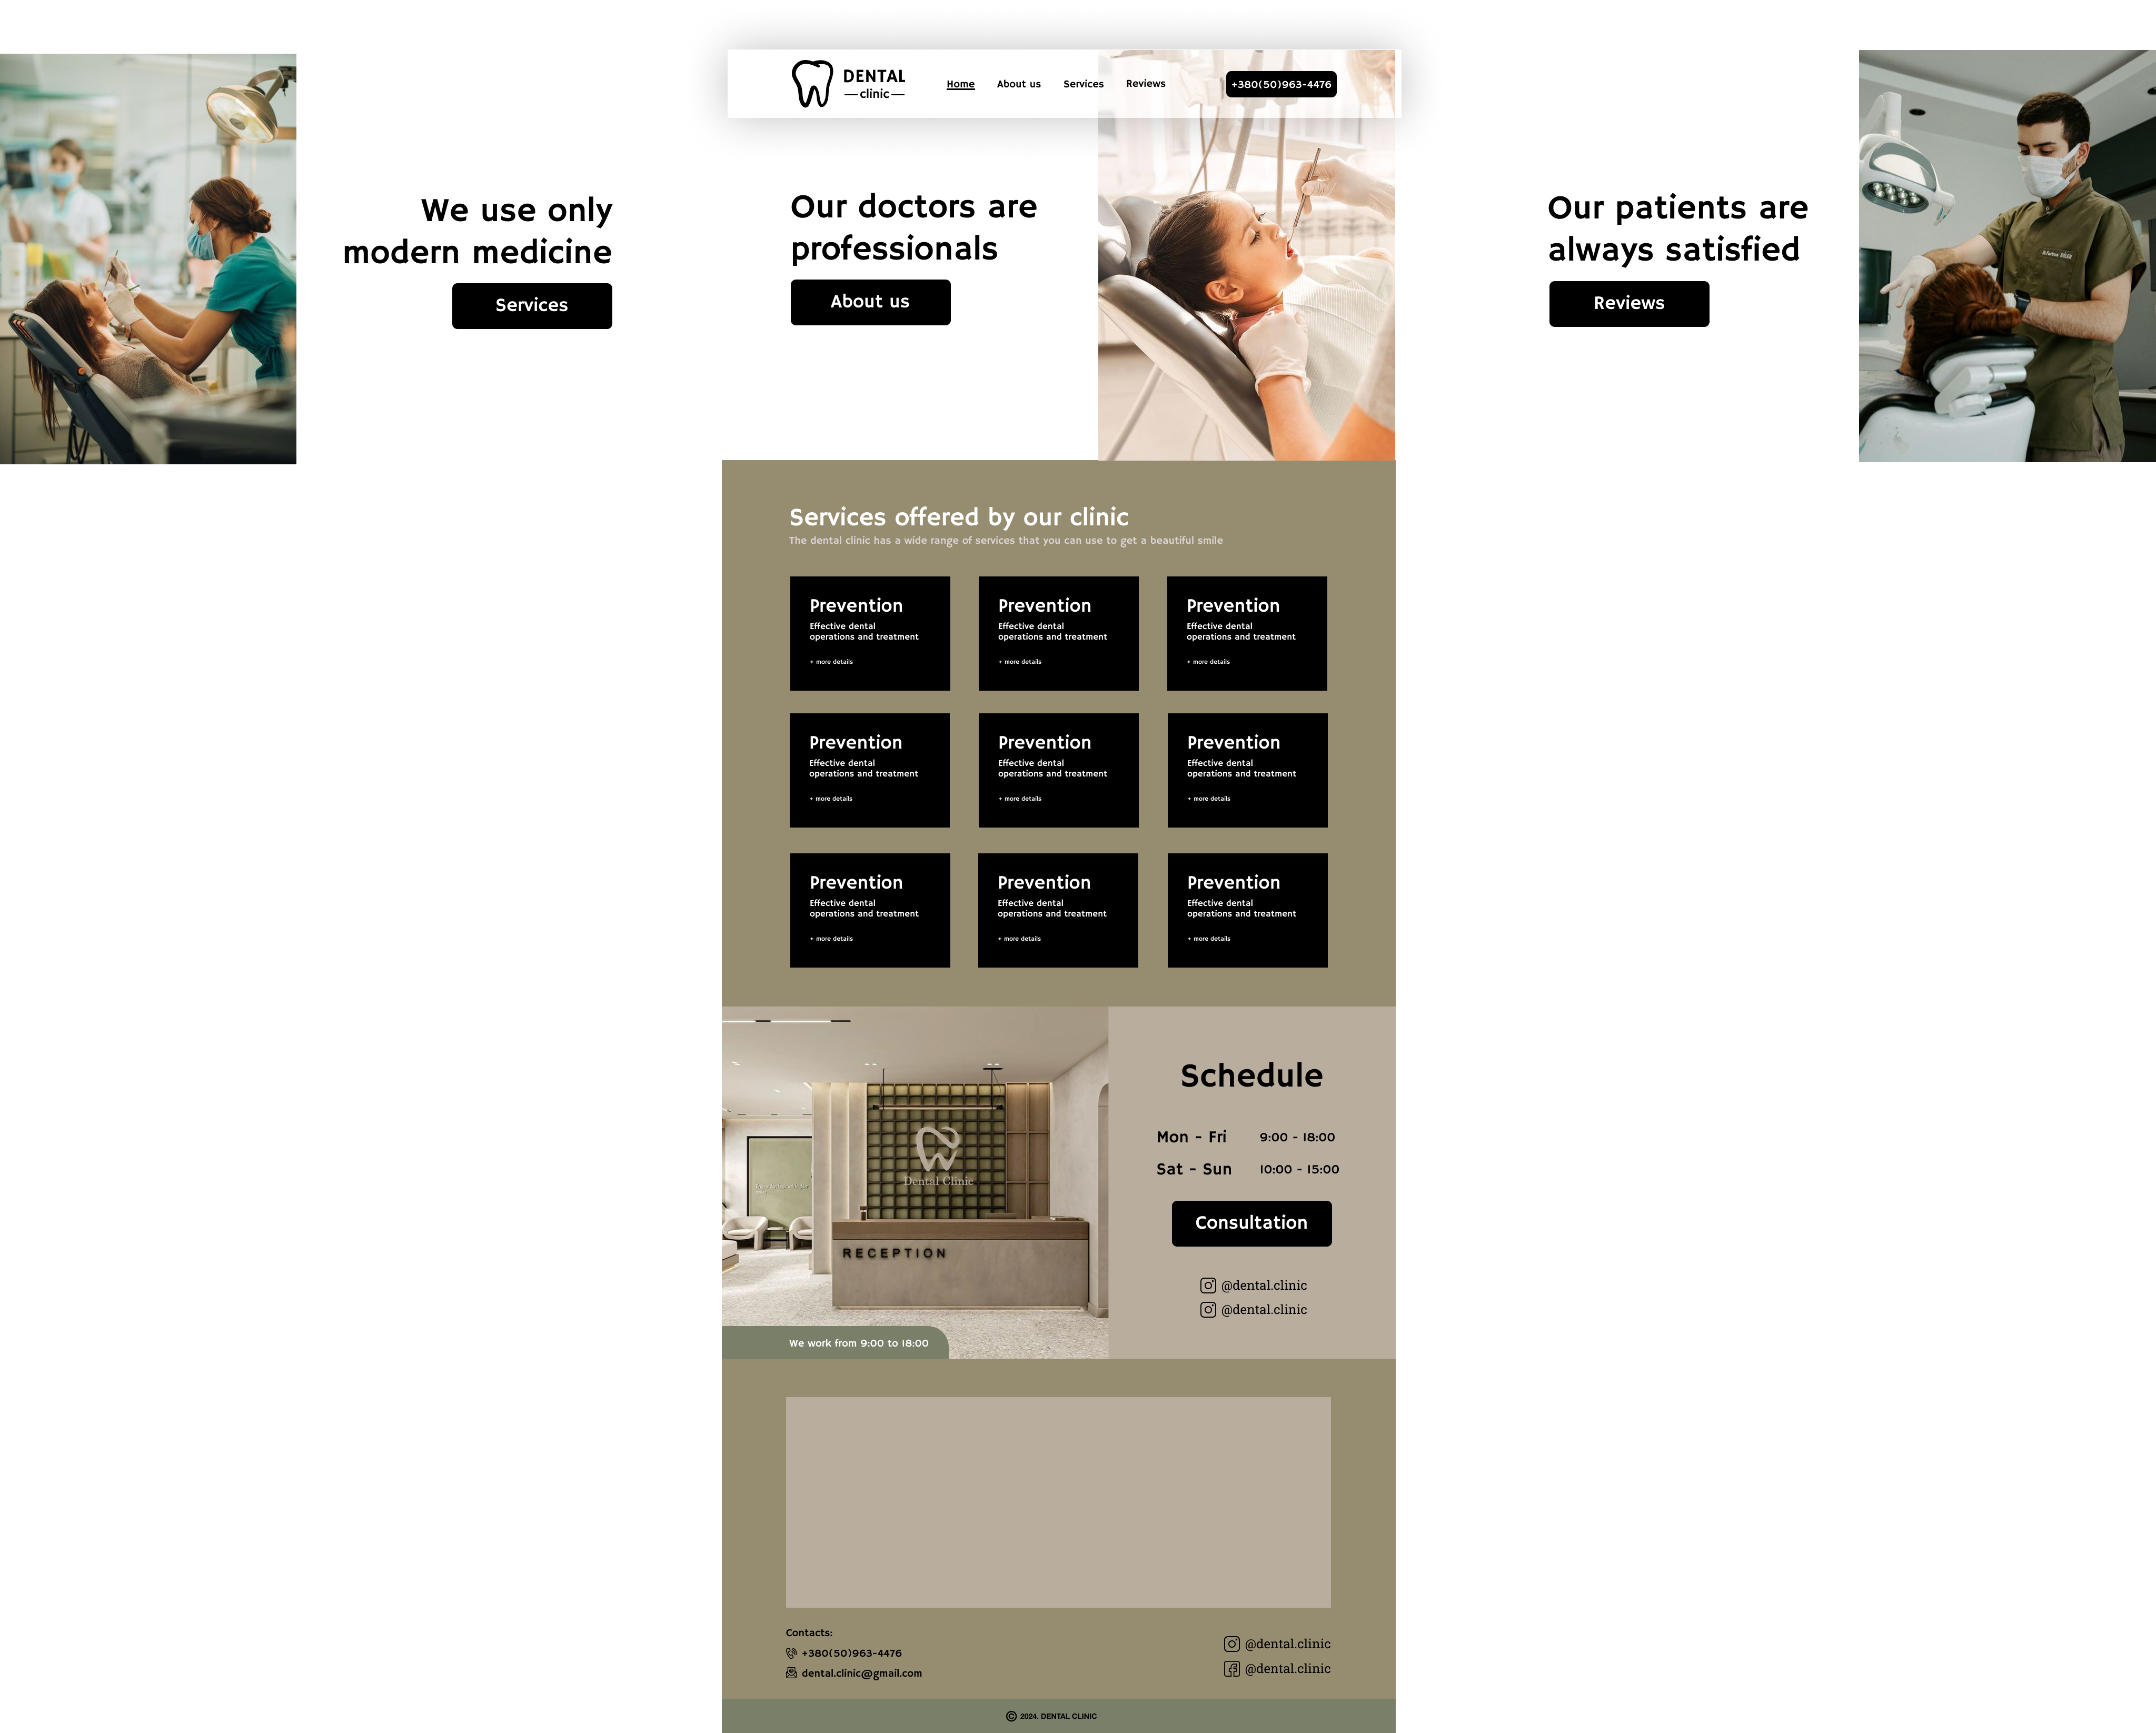 DENTAL
clinic
Home
About us
Services
Reviews
+380(50)963-4476
We use only
modern medicine
Services
Our doctors are
professionals
About us
Our patients are
always satisfied
Reviews
Services offered by our clinic
The dental clinic has a wide range of services that you can use to get a beautiful smile
Prevention
Effective dental
operations and treatment
+ more details
Prevention
Effective dental
operations and treatment
+ more details
Prevention
Effective dental
operations and treatment
+ more details
Prevention
Effective dental
operations and treatment
+ more details
Prevention
Effective dental
operations and treatment
+ more details
Prevention
Effective dental
operations and treatment
+ more details
Prevention
Effective dental
operations and treatment
+ more details
Prevention
Effective dental
operations and treatment
+ more details
Prevention
Effective dental
operations and treatment
+ more details
Dental Clinic
RECEPTION
We work from 9:00 to 18:00
Schedule
Mon - Fri 9:00 - 18:00
Sat - Sun 10:00 - 15:00
Consultation
@dental.clinic
@dental.clinic
Contacts:
+380(50)963-4476
dental.clinic@gmail.com
@dental.clinic
@dental.clinic
© 2024. DENTAL CLINIC